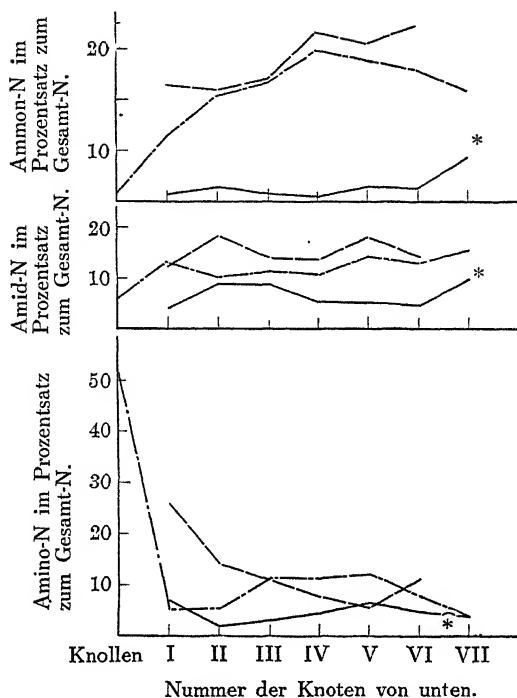 Ammon-N im
Prozentsatz zum
Gesamt-N.
20
10
*
Amid-N im
Prozentsatz
zum Gesamt-N.
20
10
*
Amino-N im Prozentsatz
zum Gesamt-N.
50
40
30
20
10
*
Knollen I II III IV V VI VII
Nummer der Knoten von unten.